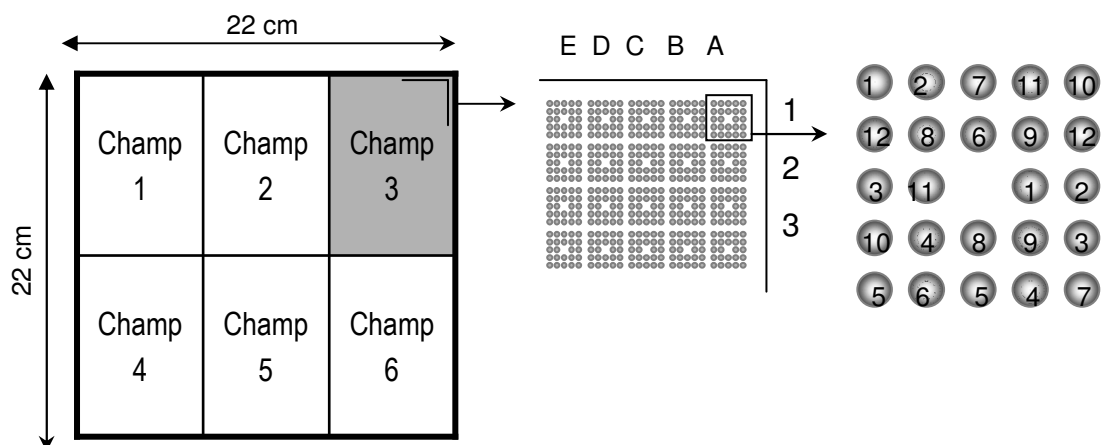 22 cm
22 cm
Champ 1
Champ 2
Champ 3
Champ 4
Champ 5
Champ 6
E D C B A
1
2
3
1 2 7 11 10
12 8 6 9 12
3 11 1 2
10 4 8 9 3
5 6 5 4 7